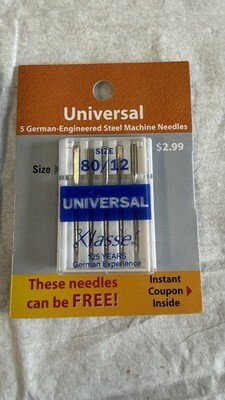 Universal
5 German-Engineered Steel Machine Needles
$2.99
SIZE
Size
80/12
UNIVERSAL
Klassé
125 YEARS
German Experience
These needles
can be FREE!
Instant
Coupon
Inside